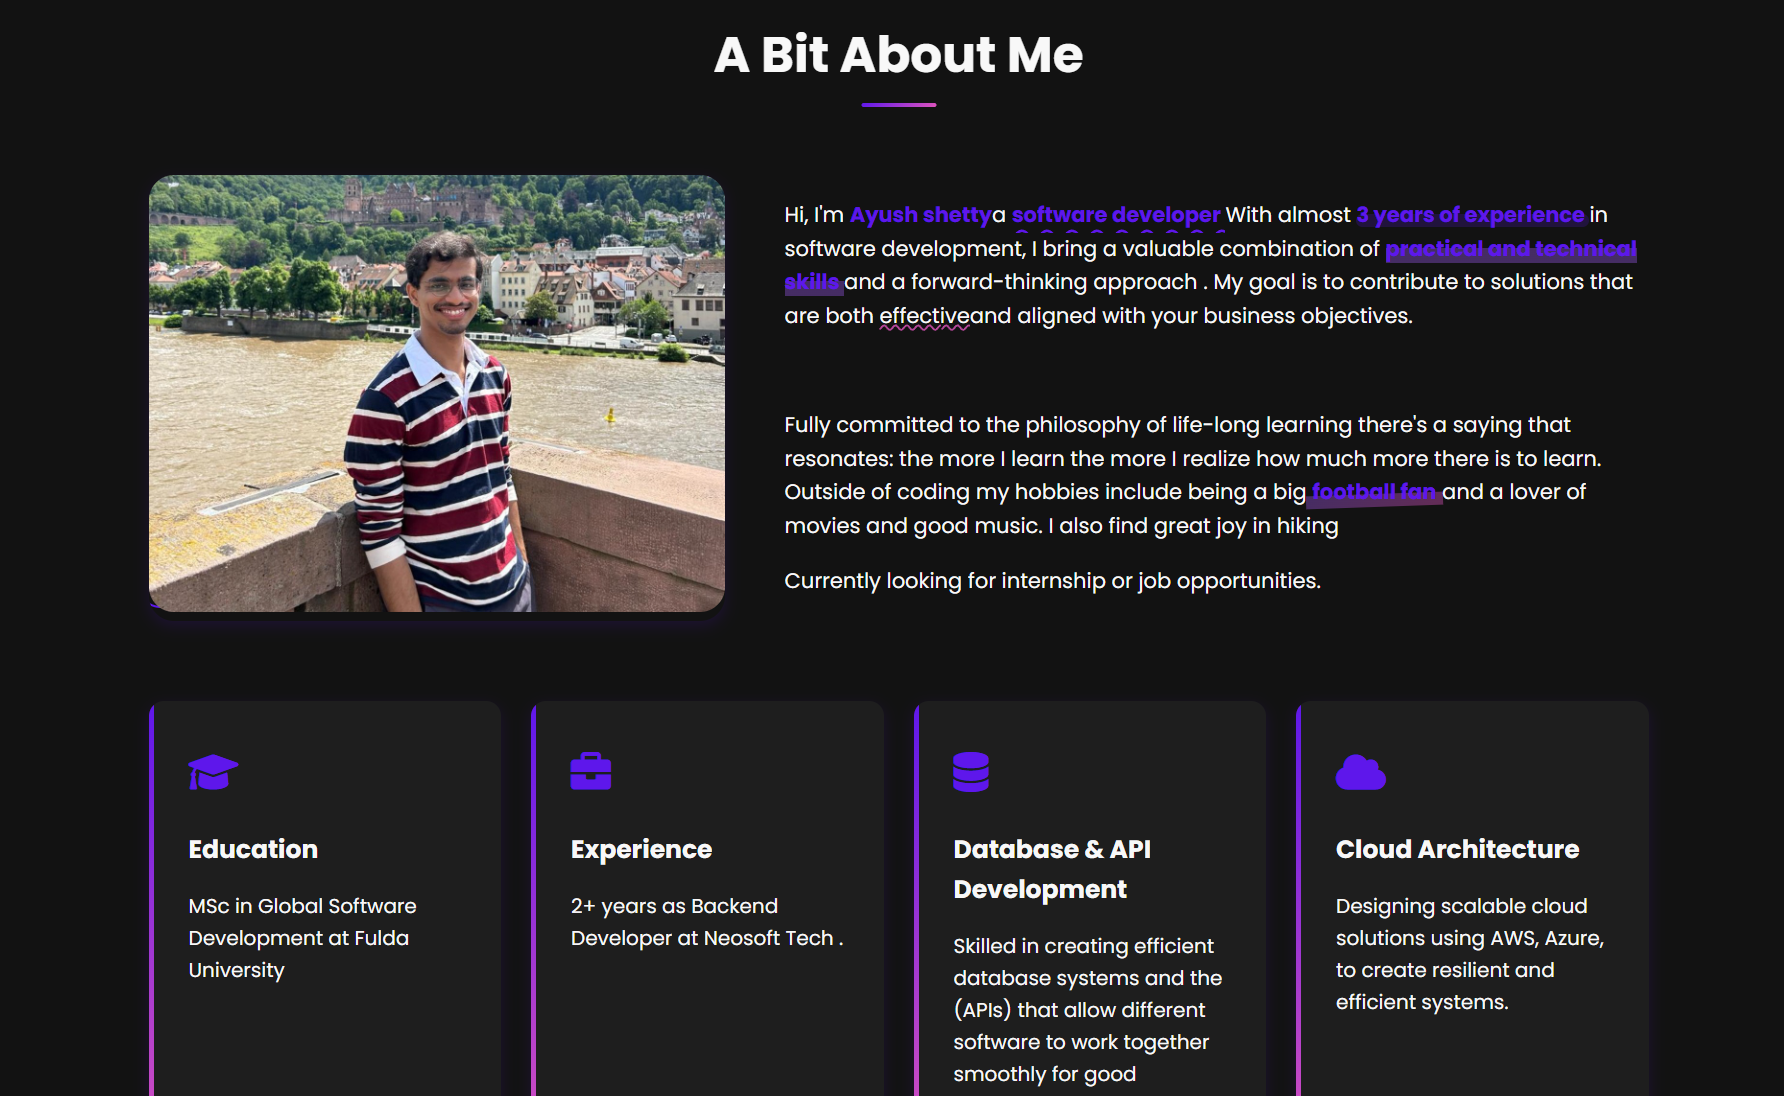 A Bit About Me
Hi, I'm Ayush shettya software developer With almost 3 years of experience in
software development, I bring a valuable combination of practical and technical
skills and a forward-thinking approach . My goal is to contribute to solutions that
are both effectiveand aligned with your business objectives.
Fully committed to the philosophy of life-long learning there's a saying that
resonates: the more I learn the more I realize how much more there is to learn.
Outside of coding my hobbies include being a big football fan and a lover of
movies and good music. I also find great joy in hiking
Currently looking for internship or job opportunities.
Education
MSc in Global Software
Development at Fulda
University
Experience
2+ years as Backend
Developer at Neosoft Tech .
Database & API
Development
Skilled in creating efficient
database systems and the
(APIs) that allow different
software to work together
smoothly for good
Cloud Architecture
Designing scalable cloud
solutions using AWS, Azure,
to create resilient and
efficient systems.